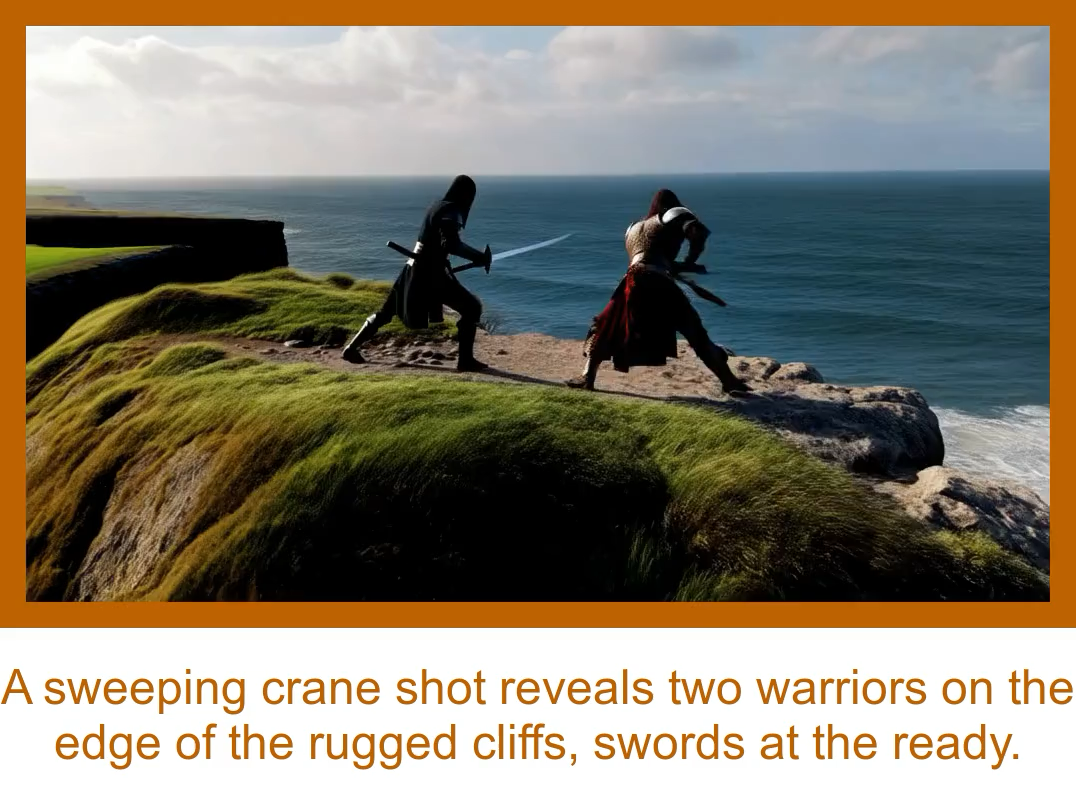 A sweeping crane shot reveals two warriors on the
edge of the rugged cliffs, swords at the ready.